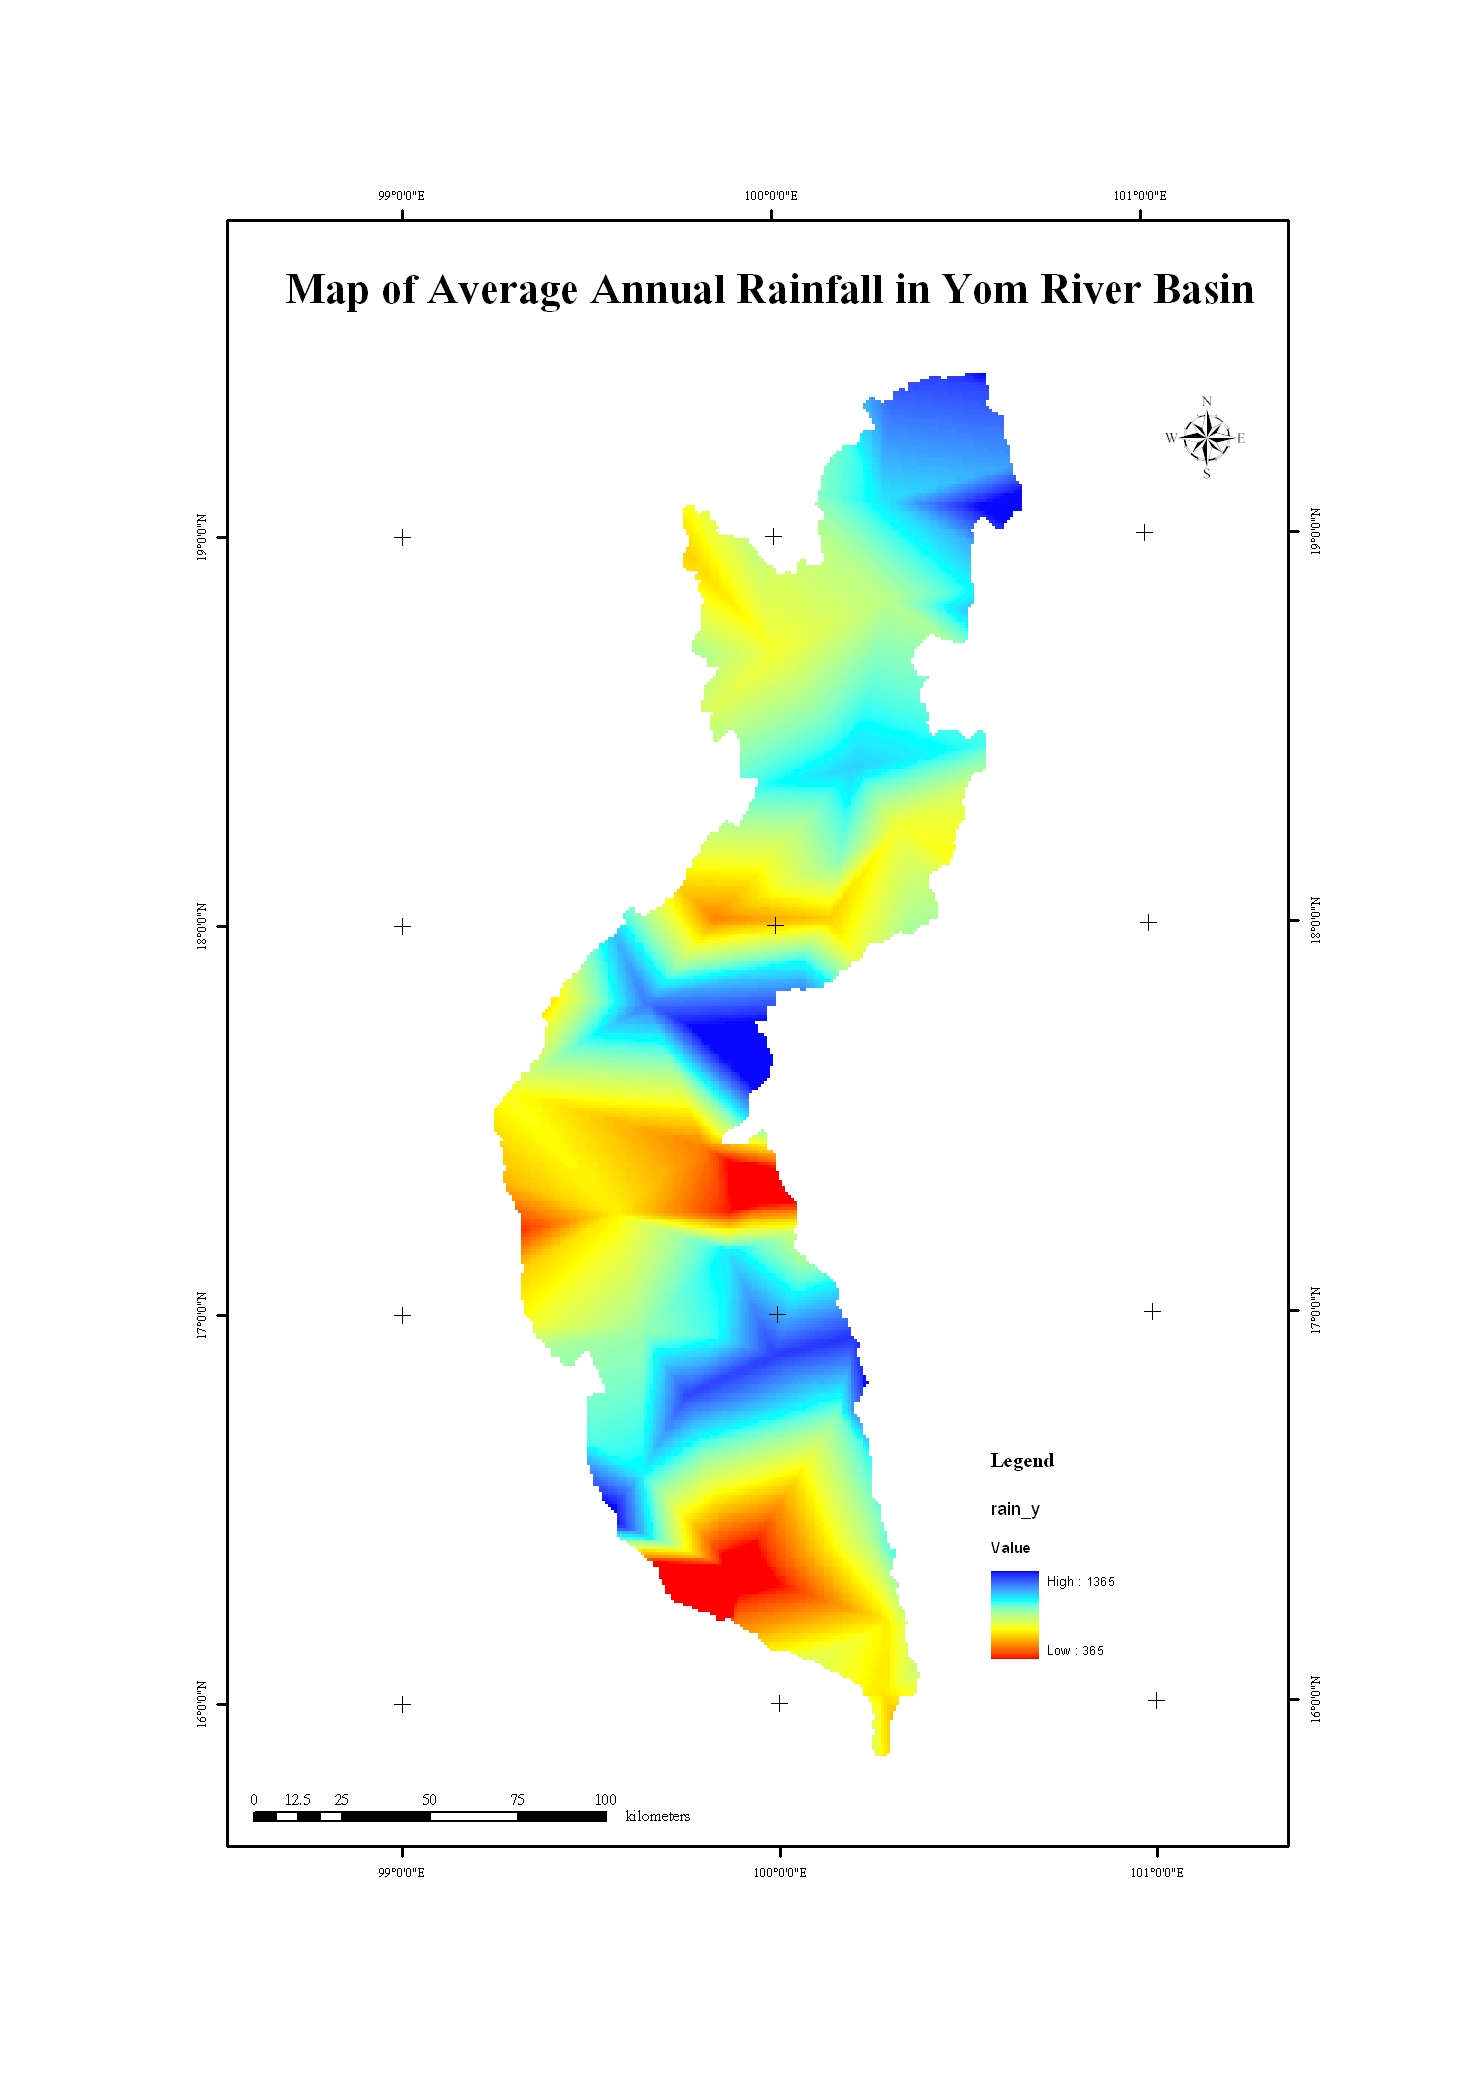 99°0'0"E 100°0'0"E 101°0'0"E
Map of Average Annual Rainfall in Yom River Basin
N
W E
S
19°0'0"N 19°0'0"N
18°0'0"N 18°0'0"N
17°0'0"N 17°0'0"N
Legend
rain_y
Value
High : 1365
Low : 365
16°0'0"N 16°0'0"N
0 12.5 25 50 75 100
kilometers
99°0'0"E 100°0'0"E 101°0'0"E